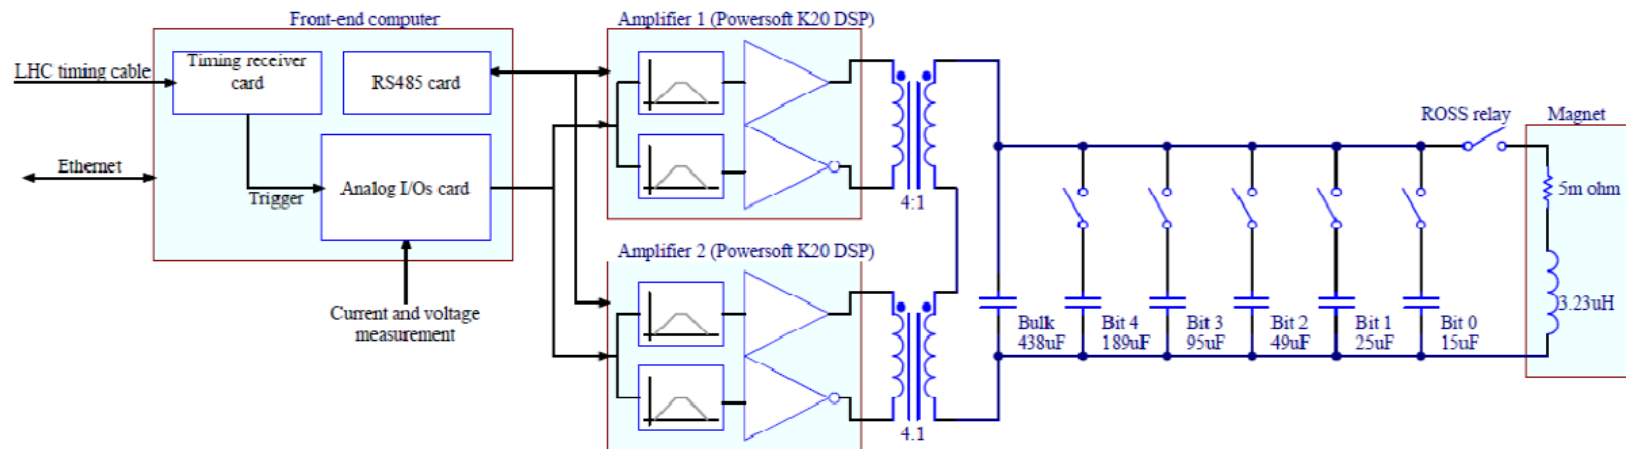 Front-end computer
Amplifier 1 (Powersoft K20 DSP)
LHC timing cable
Timing receiver
card
RS485 card
Ethernet
Trigger
Analog I/Os card
Current and voltage
measurement
4:1
Amplifier 2 (Powersoft K20 DSP)
4.1
ROSS relay
Magnet
5m ohm
3.23uH
Bulk
438uF
Bit 4
189uF
Bit 3
95uF
Bit 2
49uF
Bit 1
25uF
Bit 0
15uF